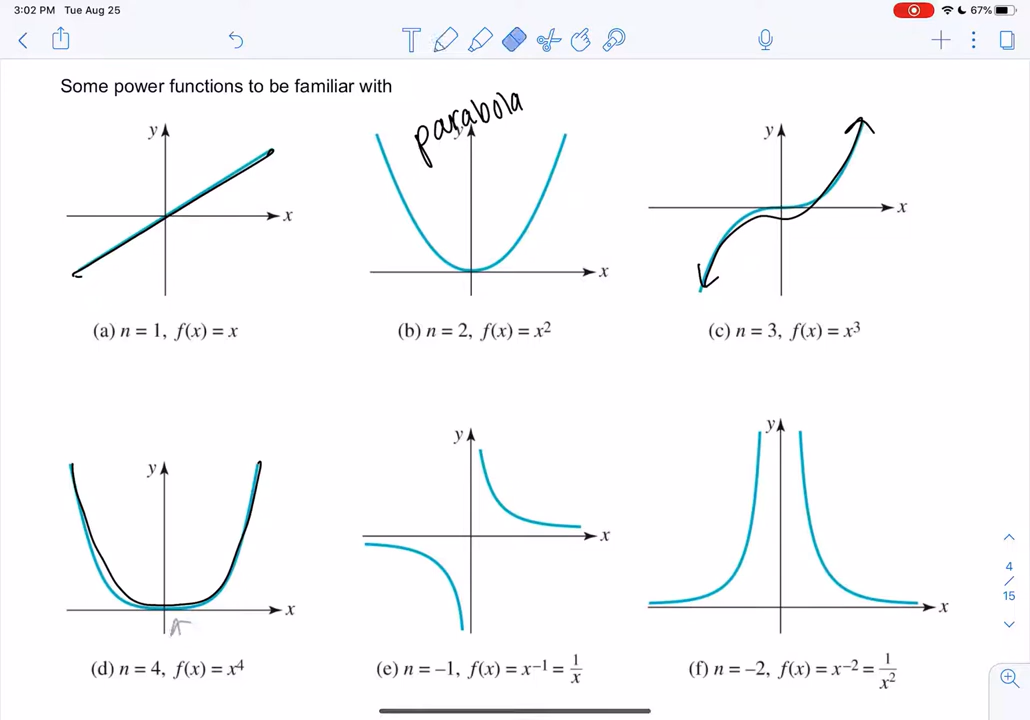 3:02 PM Tue Aug 25
67%
Some power functions to be familiar with
parabola
y
x
(a) n = 1, f(x) = x
y
x
(b) n = 2, f(x) = x²
y
x
(c) n = 3, f(x) = x³
y
x
(d) n = 4, f(x) = x⁴
y
x
(e) n = –1, f(x) = x⁻¹ = 1/x
y
x
(f) n = –2, f(x) = x⁻² = 1/x²
4
/
15